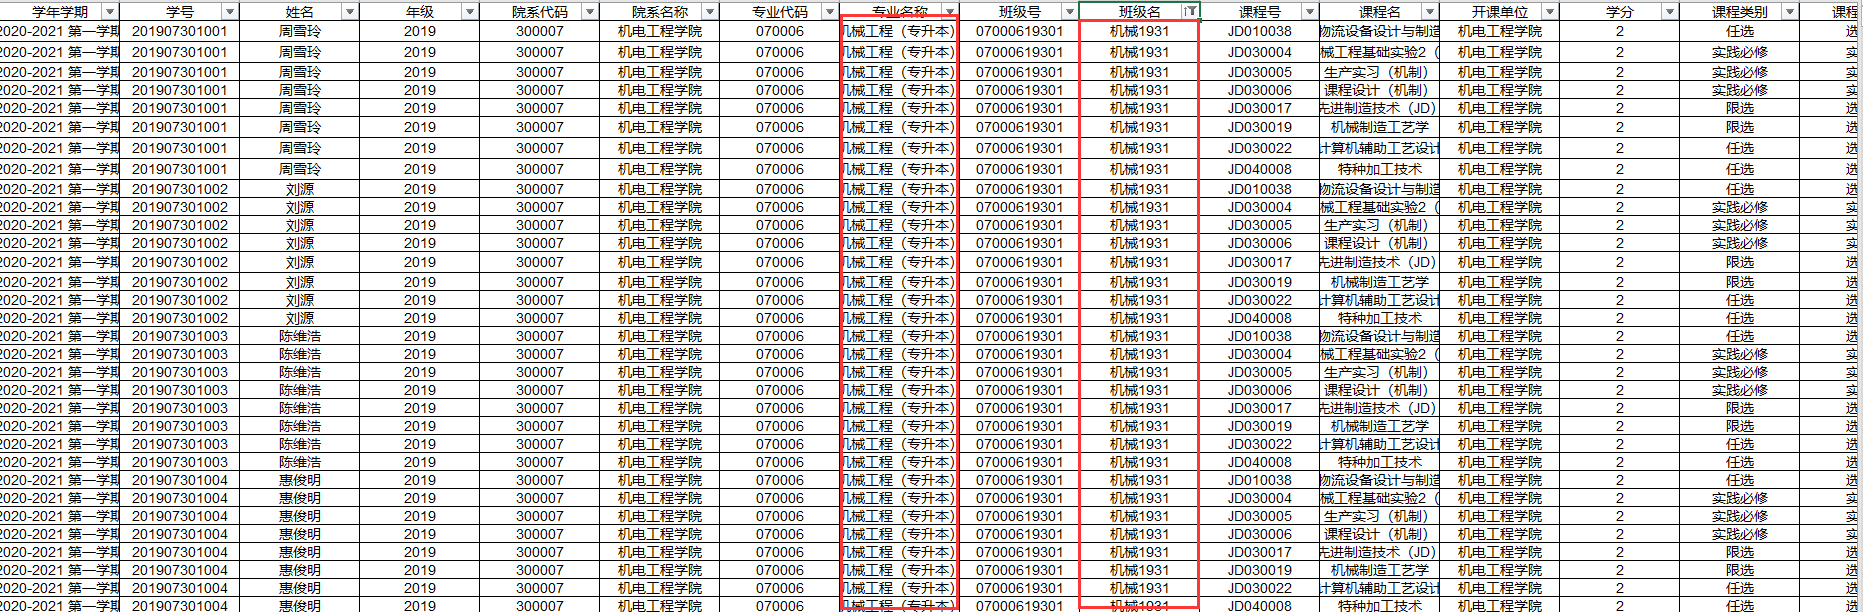 学年学期 学号 姓名 年级 院系代码 院系名称 专业代码 专业名称 班级号 班级名 课程号 课程名 开课单位 学分 课程类别 课程
2020-2021 第一学期 201907301001 周雪玲 2019 300007 机电工程学院 070006 机械工程（专升本） 07000619301 机械1931 JD010038 物流设备设计与制造 机电工程学院 2 任选 选
2020-2021 第一学期 201907301001 周雪玲 2019 300007 机电工程学院 070006 机械工程（专升本） 07000619301 机械1931 JD030004 械工程基础实验2（ 机电工程学院 2 实践必修 实
2020-2021 第一学期 201907301001 周雪玲 2019 300007 机电工程学院 070006 机械工程（专升本） 07000619301 机械1931 JD030005 生产实习（机制） 机电工程学院 2 实践必修 实
2020-2021 第一学期 201907301001 周雪玲 2019 300007 机电工程学院 070006 机械工程（专升本） 07000619301 机械1931 JD030006 课程设计（机制） 机电工程学院 2 实践必修 实
2020-2021 第一学期 201907301001 周雪玲 2019 300007 机电工程学院 070006 机械工程（专升本） 07000619301 机械1931 JD030017 先进制造技术（JD） 机电工程学院 2 限选 选
2020-2021 第一学期 201907301001 周雪玲 2019 300007 机电工程学院 070006 机械工程（专升本） 07000619301 机械1931 JD030019 机械制造工艺学 机电工程学院 2 限选 选
2020-2021 第一学期 201907301001 周雪玲 2019 300007 机电工程学院 070006 机械工程（专升本） 07000619301 机械1931 JD030022 计算机辅助工艺设计 机电工程学院 2 任选 选
2020-2021 第一学期 201907301001 周雪玲 2019 300007 机电工程学院 070006 机械工程（专升本） 07000619301 机械1931 JD040008 特种加工技术 机电工程学院 2 任选 选
2020-2021 第一学期 201907301002 刘源 2019 300007 机电工程学院 070006 机械工程（专升本） 07000619301 机械1931 JD010038 物流设备设计与制造 机电工程学院 2 任选 选
2020-2021 第一学期 201907301002 刘源 2019 300007 机电工程学院 070006 机械工程（专升本） 07000619301 机械1931 JD030004 械工程基础实验2（ 机电工程学院 2 实践必修 实
2020-2021 第一学期 201907301002 刘源 2019 300007 机电工程学院 070006 机械工程（专升本） 07000619301 机械1931 JD030005 生产实习（机制） 机电工程学院 2 实践必修 实
2020-2021 第一学期 201907301002 刘源 2019 300007 机电工程学院 070006 机械工程（专升本） 07000619301 机械1931 JD030006 课程设计（机制） 机电工程学院 2 实践必修 实
2020-2021 第一学期 201907301002 刘源 2019 300007 机电工程学院 070006 机械工程（专升本） 07000619301 机械1931 JD030017 先进制造技术（JD） 机电工程学院 2 限选 选
2020-2021 第一学期 201907301002 刘源 2019 300007 机电工程学院 070006 机械工程（专升本） 07000619301 机械1931 JD030019 机械制造工艺学 机电工程学院 2 限选 选
2020-2021 第一学期 201907301002 刘源 2019 300007 机电工程学院 070006 机械工程（专升本） 07000619301 机械1931 JD030022 计算机辅助工艺设计 机电工程学院 2 任选 选
2020-2021 第一学期 201907301002 刘源 2019 300007 机电工程学院 070006 机械工程（专升本） 07000619301 机械1931 JD040008 特种加工技术 机电工程学院 2 任选 选
2020-2021 第一学期 201907301003 陈维浩 2019 300007 机电工程学院 070006 机械工程（专升本） 07000619301 机械1931 JD010038 物流设备设计与制造 机电工程学院 2 任选 选
2020-2021 第一学期 201907301003 陈维浩 2019 300007 机电工程学院 070006 机械工程（专升本） 07000619301 机械1931 JD030004 械工程基础实验2（ 机电工程学院 2 实践必修 实
2020-2021 第一学期 201907301003 陈维浩 2019 300007 机电工程学院 070006 机械工程（专升本） 07000619301 机械1931 JD030005 生产实习（机制） 机电工程学院 2 实践必修 实
2020-2021 第一学期 201907301003 陈维浩 2019 300007 机电工程学院 070006 机械工程（专升本） 07000619301 机械1931 JD030006 课程设计（机制） 机电工程学院 2 实践必修 实
2020-2021 第一学期 201907301003 陈维浩 2019 300007 机电工程学院 070006 机械工程（专升本） 07000619301 机械1931 JD030017 先进制造技术（JD） 机电工程学院 2 限选 选
2020-2021 第一学期 201907301003 陈维浩 2019 300007 机电工程学院 070006 机械工程（专升本） 07000619301 机械1931 JD030019 机械制造工艺学 机电工程学院 2 限选 选
2020-2021 第一学期 201907301003 陈维浩 2019 300007 机电工程学院 070006 机械工程（专升本） 07000619301 机械1931 JD030022 计算机辅助工艺设计 机电工程学院 2 任选 选
2020-2021 第一学期 201907301003 陈维浩 2019 300007 机电工程学院 070006 机械工程（专升本） 07000619301 机械1931 JD040008 特种加工技术 机电工程学院 2 任选 选
2020-2021 第一学期 201907301004 惠俊明 2019 300007 机电工程学院 070006 机械工程（专升本） 07000619301 机械1931 JD010038 物流设备设计与制造 机电工程学院 2 任选 选
2020-2021 第一学期 201907301004 惠俊明 2019 300007 机电工程学院 070006 机械工程（专升本） 07000619301 机械1931 JD030004 械工程基础实验2（ 机电工程学院 2 实践必修 实
2020-2021 第一学期 201907301004 惠俊明 2019 300007 机电工程学院 070006 机械工程（专升本） 07000619301 机械1931 JD030005 生产实习（机制） 机电工程学院 2 实践必修 实
2020-2021 第一学期 201907301004 惠俊明 2019 300007 机电工程学院 070006 机械工程（专升本） 07000619301 机械1931 JD030006 课程设计（机制） 机电工程学院 2 实践必修 实
2020-2021 第一学期 201907301004 惠俊明 2019 300007 机电工程学院 070006 机械工程（专升本） 07000619301 机械1931 JD030017 先进制造技术（JD） 机电工程学院 2 限选 选
2020-2021 第一学期 201907301004 惠俊明 2019 300007 机电工程学院 070006 机械工程（专升本） 07000619301 机械1931 JD030019 机械制造工艺学 机电工程学院 2 限选 选
2020-2021 第一学期 201907301004 惠俊明 2019 300007 机电工程学院 070006 机械工程（专升本） 07000619301 机械1931 JD030022 计算机辅助工艺设计 机电工程学院 2 任选 选
2020-2021 第一学期 201907301004 惠俊明 2019 300007 机电工程学院 070006 机械工程（专升本） 07000619301 机械1931 JD040008 特种加工技术 机电工程学院 2 任选 选